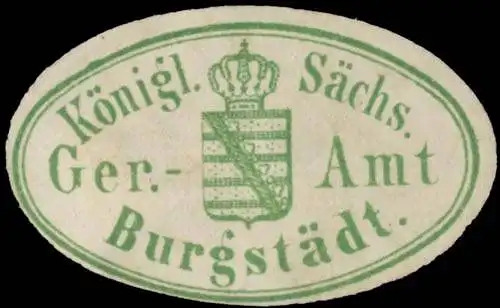 Königl. Sächs.
Ger.- Amt
Burgstädt.